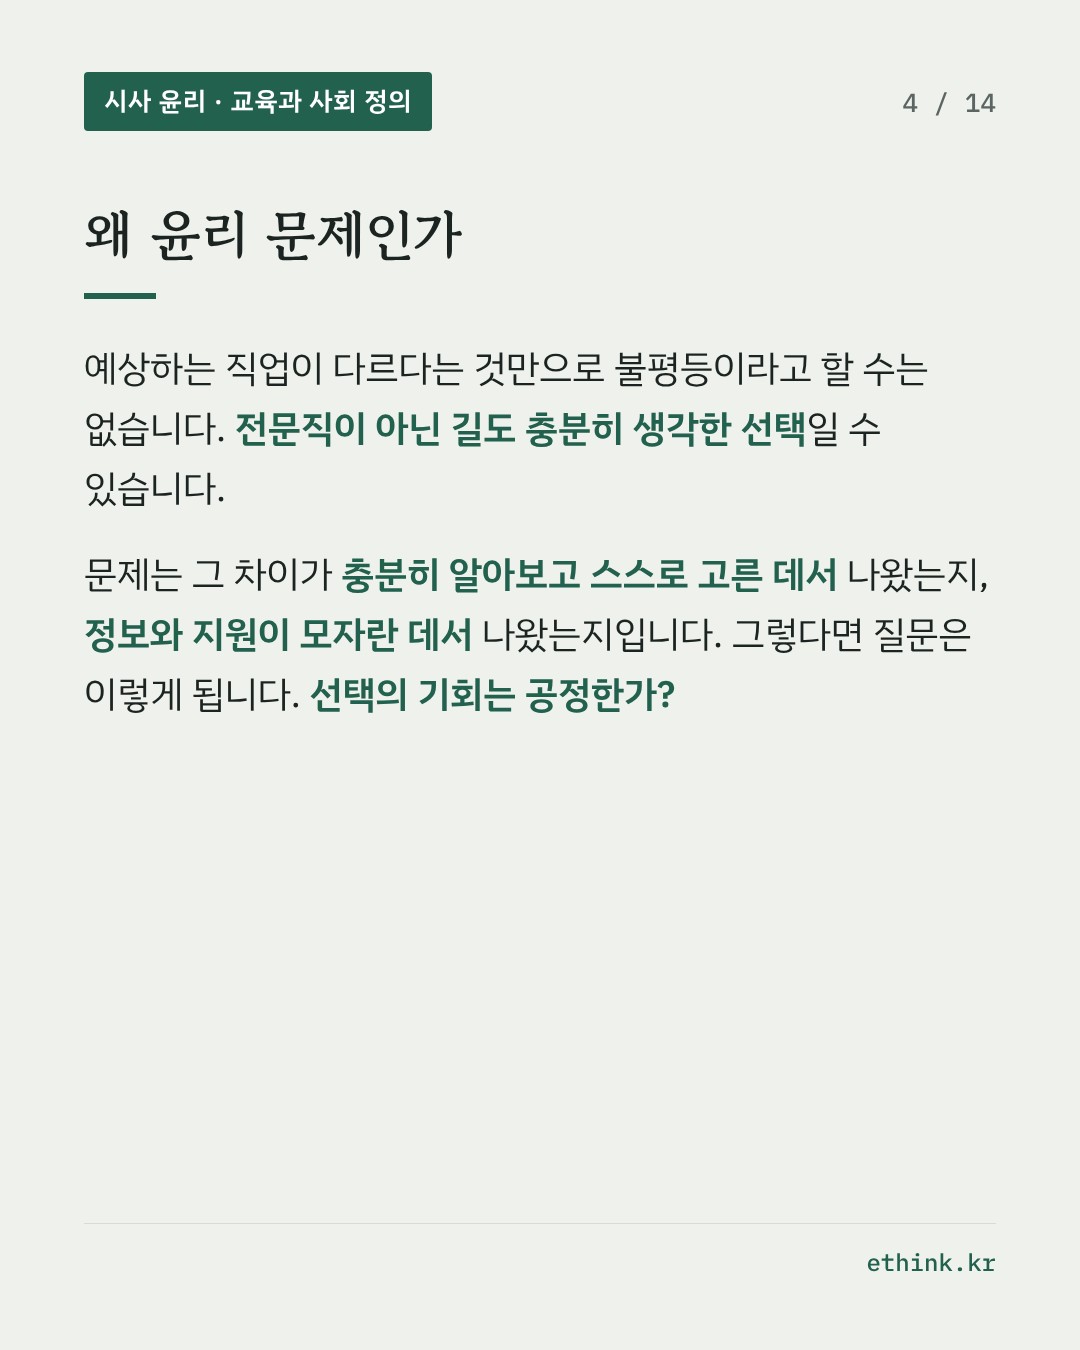 시사 윤리 · 교육과 사회 정의
4 / 14
왜 윤리 문제인가
예상하는 직업이 다르다는 것만으로 불평등이라고 할 수는
없습니다. 전문직이 아닌 길도 충분히 생각한 선택일 수
있습니다.
문제는 그 차이가 충분히 알아보고 스스로 고른 데서 나왔는지,
정보와 지원이 모자란 데서 나왔는지입니다. 그렇다면 질문은
이렇게 됩니다. 선택의 기회는 공정한가?
ethink.kr